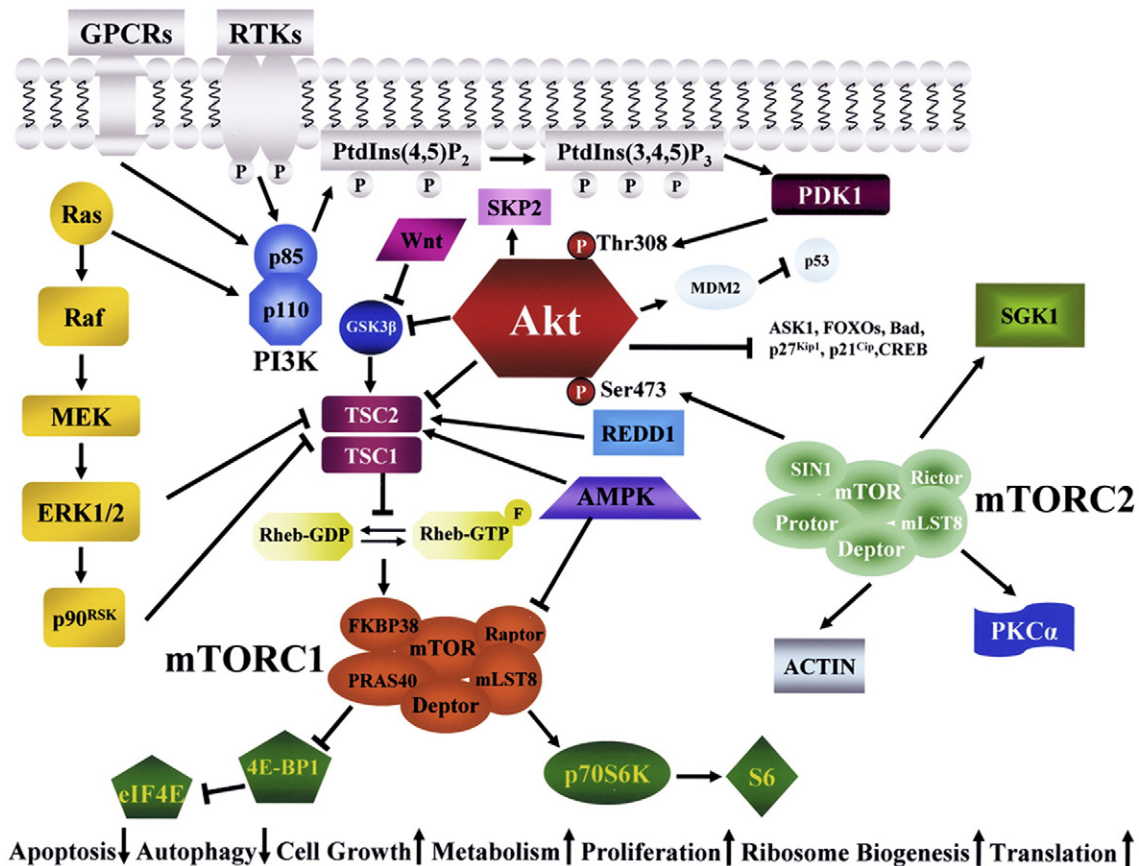 GPCRs
RTKs
PtdIns(4,5)P2
PtdIns(3,4,5)P3
P
P
P
P
P
P
P
PDK1
Ras
p85
p110
PI3K
Wnt
SKP2
P
Thr308
MDM2
p53
Raf
GSK3β
Akt
ASK1, FOXOs, Bad,
p27Kip1, p21Cip,CREB
SGK1
P
Ser473
MEK
TSC2
TSC1
REDD1
AMPK
ERK1/2
Rheb-GDP
Rheb-GTP
F
SIN1
mTOR
Rictor
Protor
mLST8
Deptor
mTORC2
p90RSK
FKBP38
mTOR
Raptor
PRAS40
mLST8
Deptor
mTORC1
ACTIN
PKCα
4E-BP1
eIF4E
p70S6K
S6
Apoptosis Autophagy Cell Growth Metabolism Proliferation Ribosome Biogenesis Translation